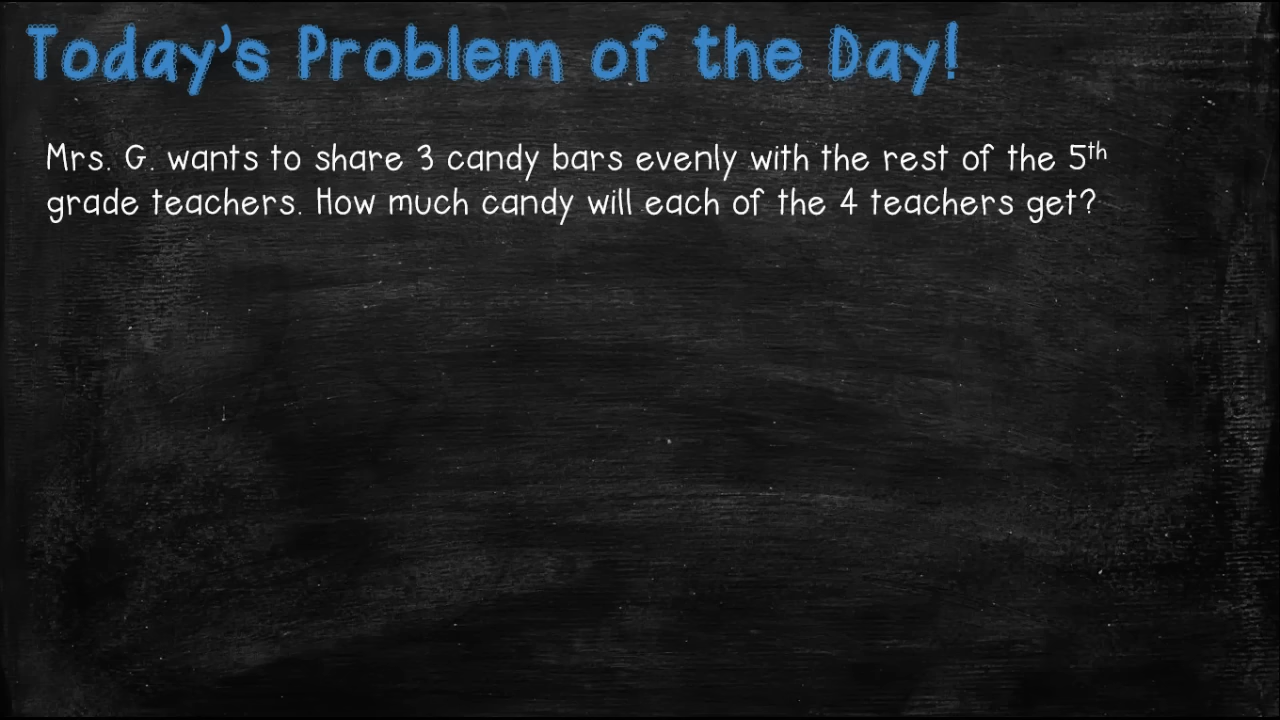 Today's Problem of the Day!
Mrs. G. wants to share 3 candy bars evenly with the rest of the 5th
grade teachers. How much candy will each of the 4 teachers get?